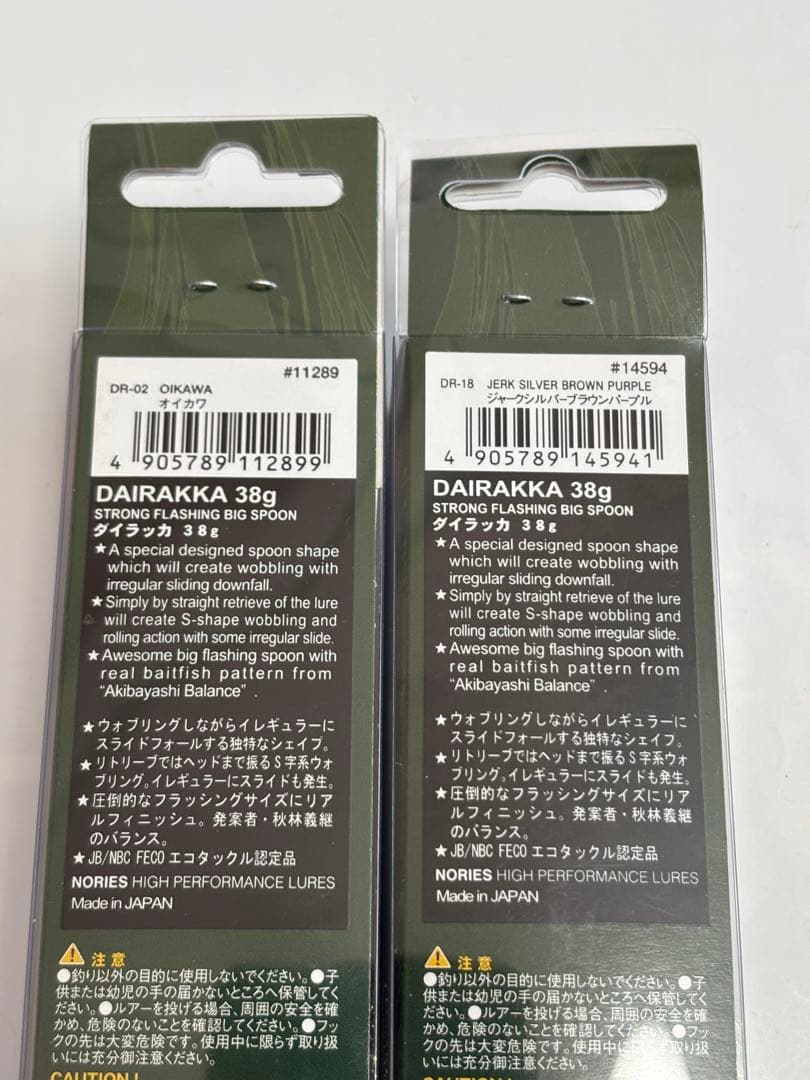 #11289
DR-02 OIKAWA
オイカワ
4 905789 112899
DAIRAKKA 38g
STRONG FLASHING BIG SPOON
ダイラッカ 38g
★A special designed spoon shape
which will create wobbling with
irregular sliding downfall.
★Simply by straight retrieve of the lure
will create S-shape wobbling and
rolling action with some irregular slide.
★Awesome big flashing spoon with
real baitfish pattern from
“Akibayashi Balance”.
★ウォブリングしながらイレギュラーに
スライドフォールする独特なシェイプ。
★リトリーブではヘッドまで振るS字系ウォ
ブリング。イレギュラーにスライドも発生。
★圧倒的なフラッシングサイズにリア
ルフィニッシュ。発案者・秋林義継
のバランス。
★JB/NBC FECO エコタックル認定品
NORIES HIGH PERFORMANCE LURES
Made in JAPAN
注意
●釣り以外の目的に使用しないでください。●子
供または幼児の手の届かないところへ保管してく
ださい。●ルアーを投げる場合、周囲の安全を確
かめ、危険のないことを確認してください。●フッ
クの先は大変危険です。使用中に限らず取り扱
いには充分御注意ください。
CAUTION!
#14594
DR-18 JERK SILVER BROWN PURPLE
ジャークシルバーブラウンパープル
4 905789 145941
DAIRAKKA 38g
STRONG FLASHING BIG SPOON
ダイラッカ 38g
★A special designed spoon shape
which will create wobbling with
irregular sliding downfall.
★Simply by straight retrieve of the lure
will create S-shape wobbling and
rolling action with some irregular slide.
★Awesome big flashing spoon with
real baitfish pattern from
“Akibayashi Balance”.
★ウォブリングしながらイレギュラーに
スライドフォールする独特なシェイプ。
★リトリーブではヘッドまで振るS字系ウォ
ブリング。イレギュラーにスライドも発生。
★圧倒的なフラッシングサイズにリア
ルフィニッシュ。発案者・秋林義継
のバランス。
★JB/NBC FECO エコタックル認定品
NORIES HIGH PERFORMANCE LURES
Made in JAPAN
注意
●釣り以外の目的に使用しないでください。●子
供または幼児の手の届かないところへ保管してく
ださい。●ルアーを投げる場合、周囲の安全を確
かめ、危険のないことを確認してください。●フッ
クの先は大変危険です。使用中に限らず取り扱
いには充分御注意ください。